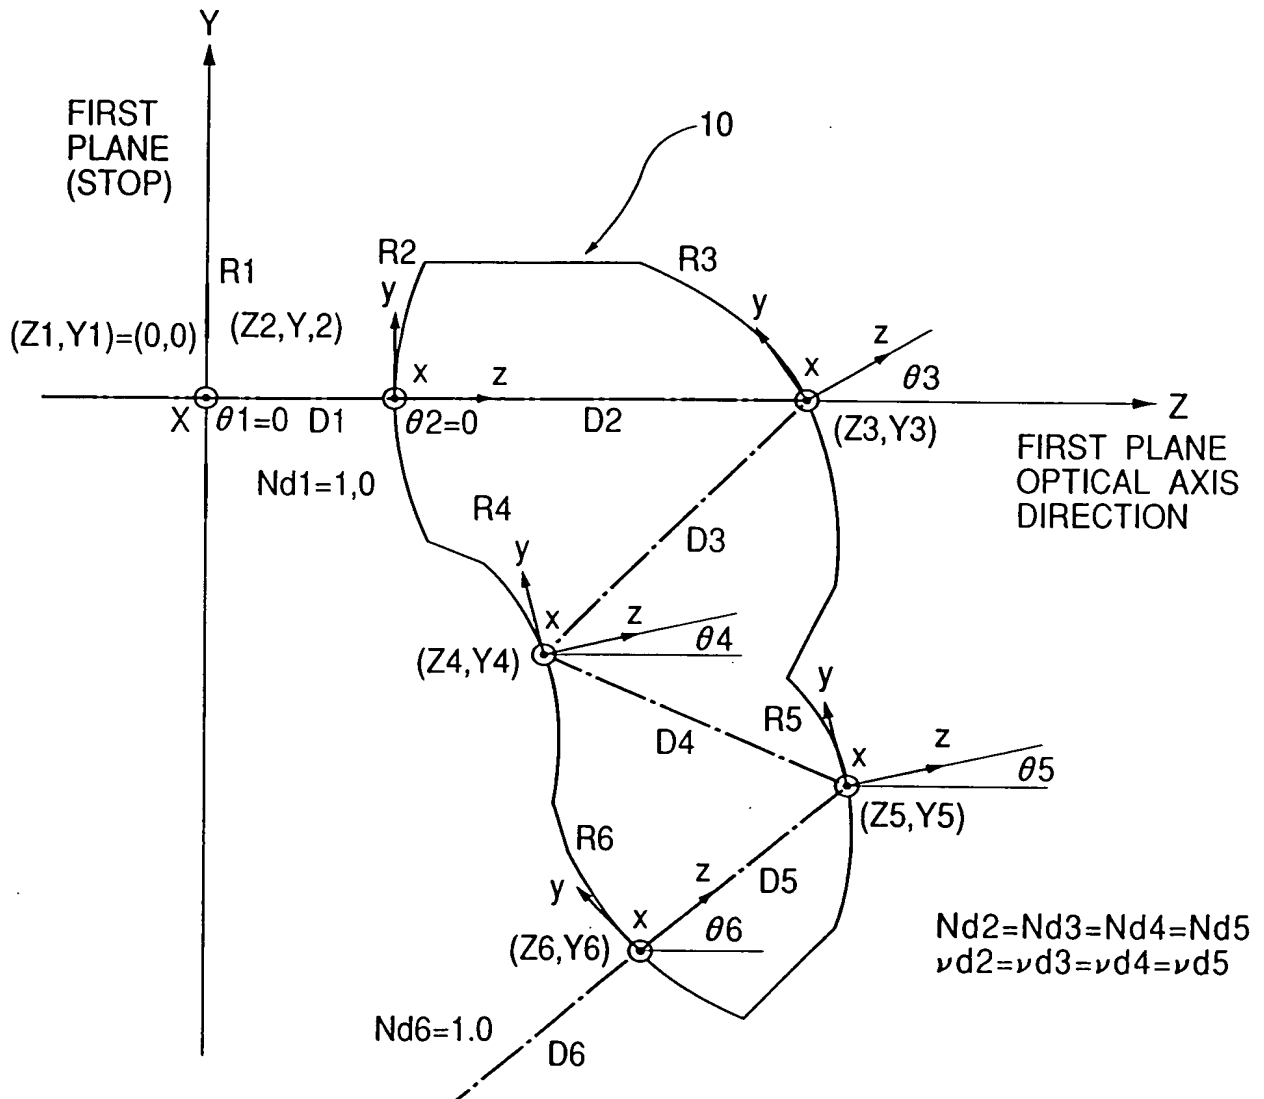 Y
FIRST
PLANE
(STOP)
10
R2
R3
R1
y
y
(Z1,Y1)=(0,0)
(Z2,Y,2)
z
x
θ3
x
z
Z
X
θ1=0
D1
θ2=0
D2
(Z3,Y3)
FIRST PLANE
OPTICAL AXIS
DIRECTION
Nd1=1,0
R4
y
D3
x
z
θ4
(Z4,Y4)
y
R5
D4
z
x
θ5
(Z5,Y5)
R6
z
D5
y
x
θ6
(Z6,Y6)
Nd2=Nd3=Nd4=Nd5
νd2=νd3=νd4=νd5
Nd6=1.0
D6